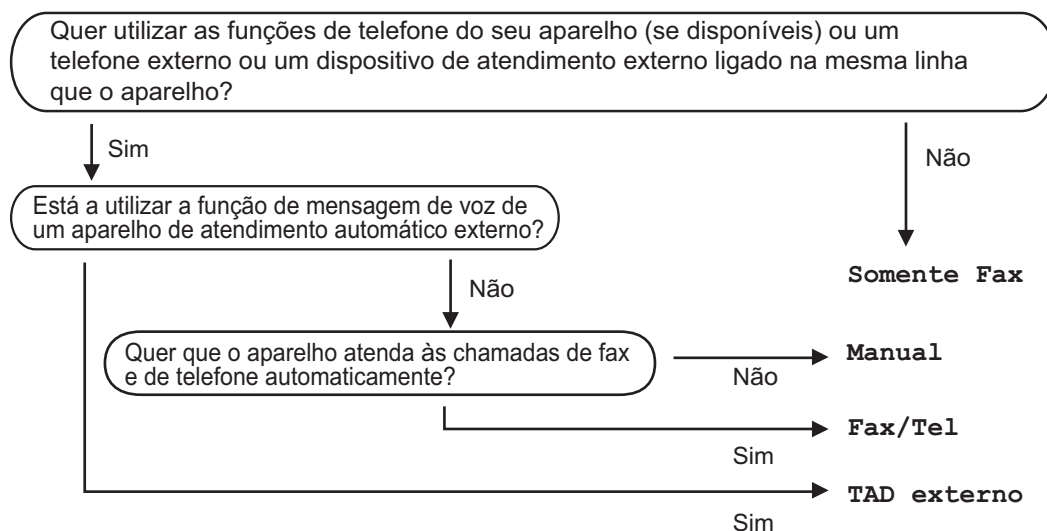 Quer utilizar as funções de telefone do seu aparelho (se disponíveis) ou um
telefone externo ou um dispositivo de atendimento externo ligado na mesma linha
que o aparelho?
Sim
Não
Está a utilizar a função de mensagem de voz de
um aparelho de atendimento automático externo?
Somente Fax
Não
Quer que o aparelho atenda às chamadas de fax
e de telefone automaticamente?
Manual
Não
Fax/Tel
Sim
TAD externo
Sim